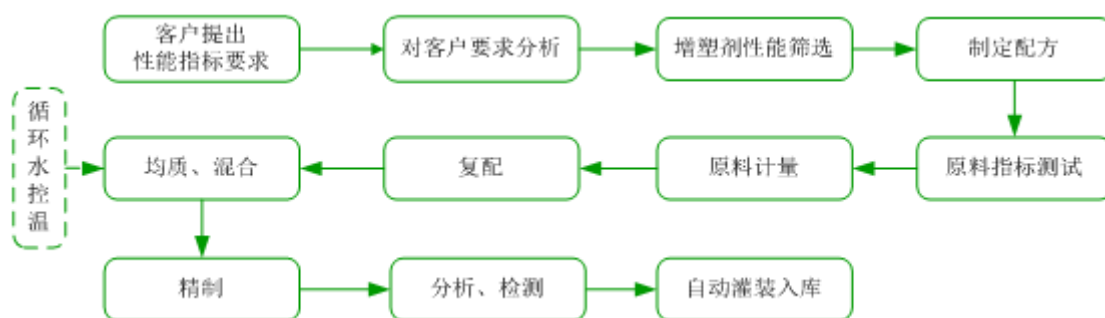 客户提出
性能指标要求
对客户要求分析
增塑剂性能筛选
制定配方
循
环
水
控
温
均质、混合
复配
原料计量
原料指标测试
精制
分析、检测
自动灌装入库